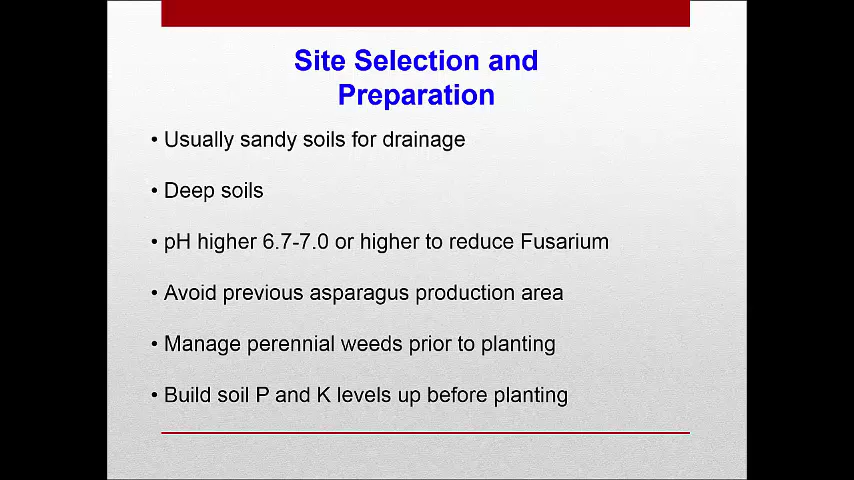 Site Selection and
Preparation
• Usually sandy soils for drainage
• Deep soils
• pH higher 6.7-7.0 or higher to reduce Fusarium
• Avoid previous asparagus production area
• Manage perennial weeds prior to planting
• Build soil P and K levels up before planting